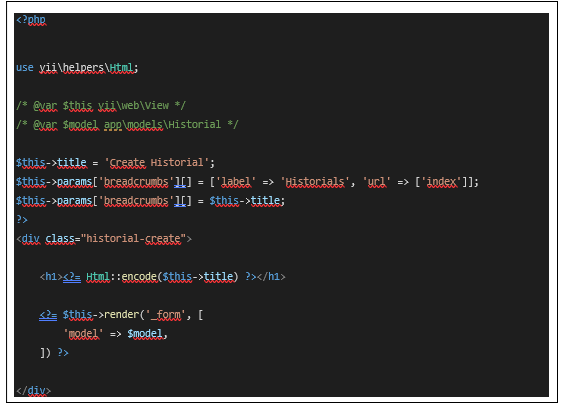 <?php
use yii\helpers\Html;
/* @var $this yii\web\View */
/* @var $model app\models\Historial */
$this->title = 'Create Historial';
$this->params['breadcrumbs'][] = ['label' => 'Historials', 'url' => ['index']];
$this->params['breadcrumbs'][] = $this->title;
?>
<div class="historial-create">
<h1><?= Html::encode($this->title) ?></h1>
<?= $this->render('_form', [
'model' => $model,
]) ?>
</div>